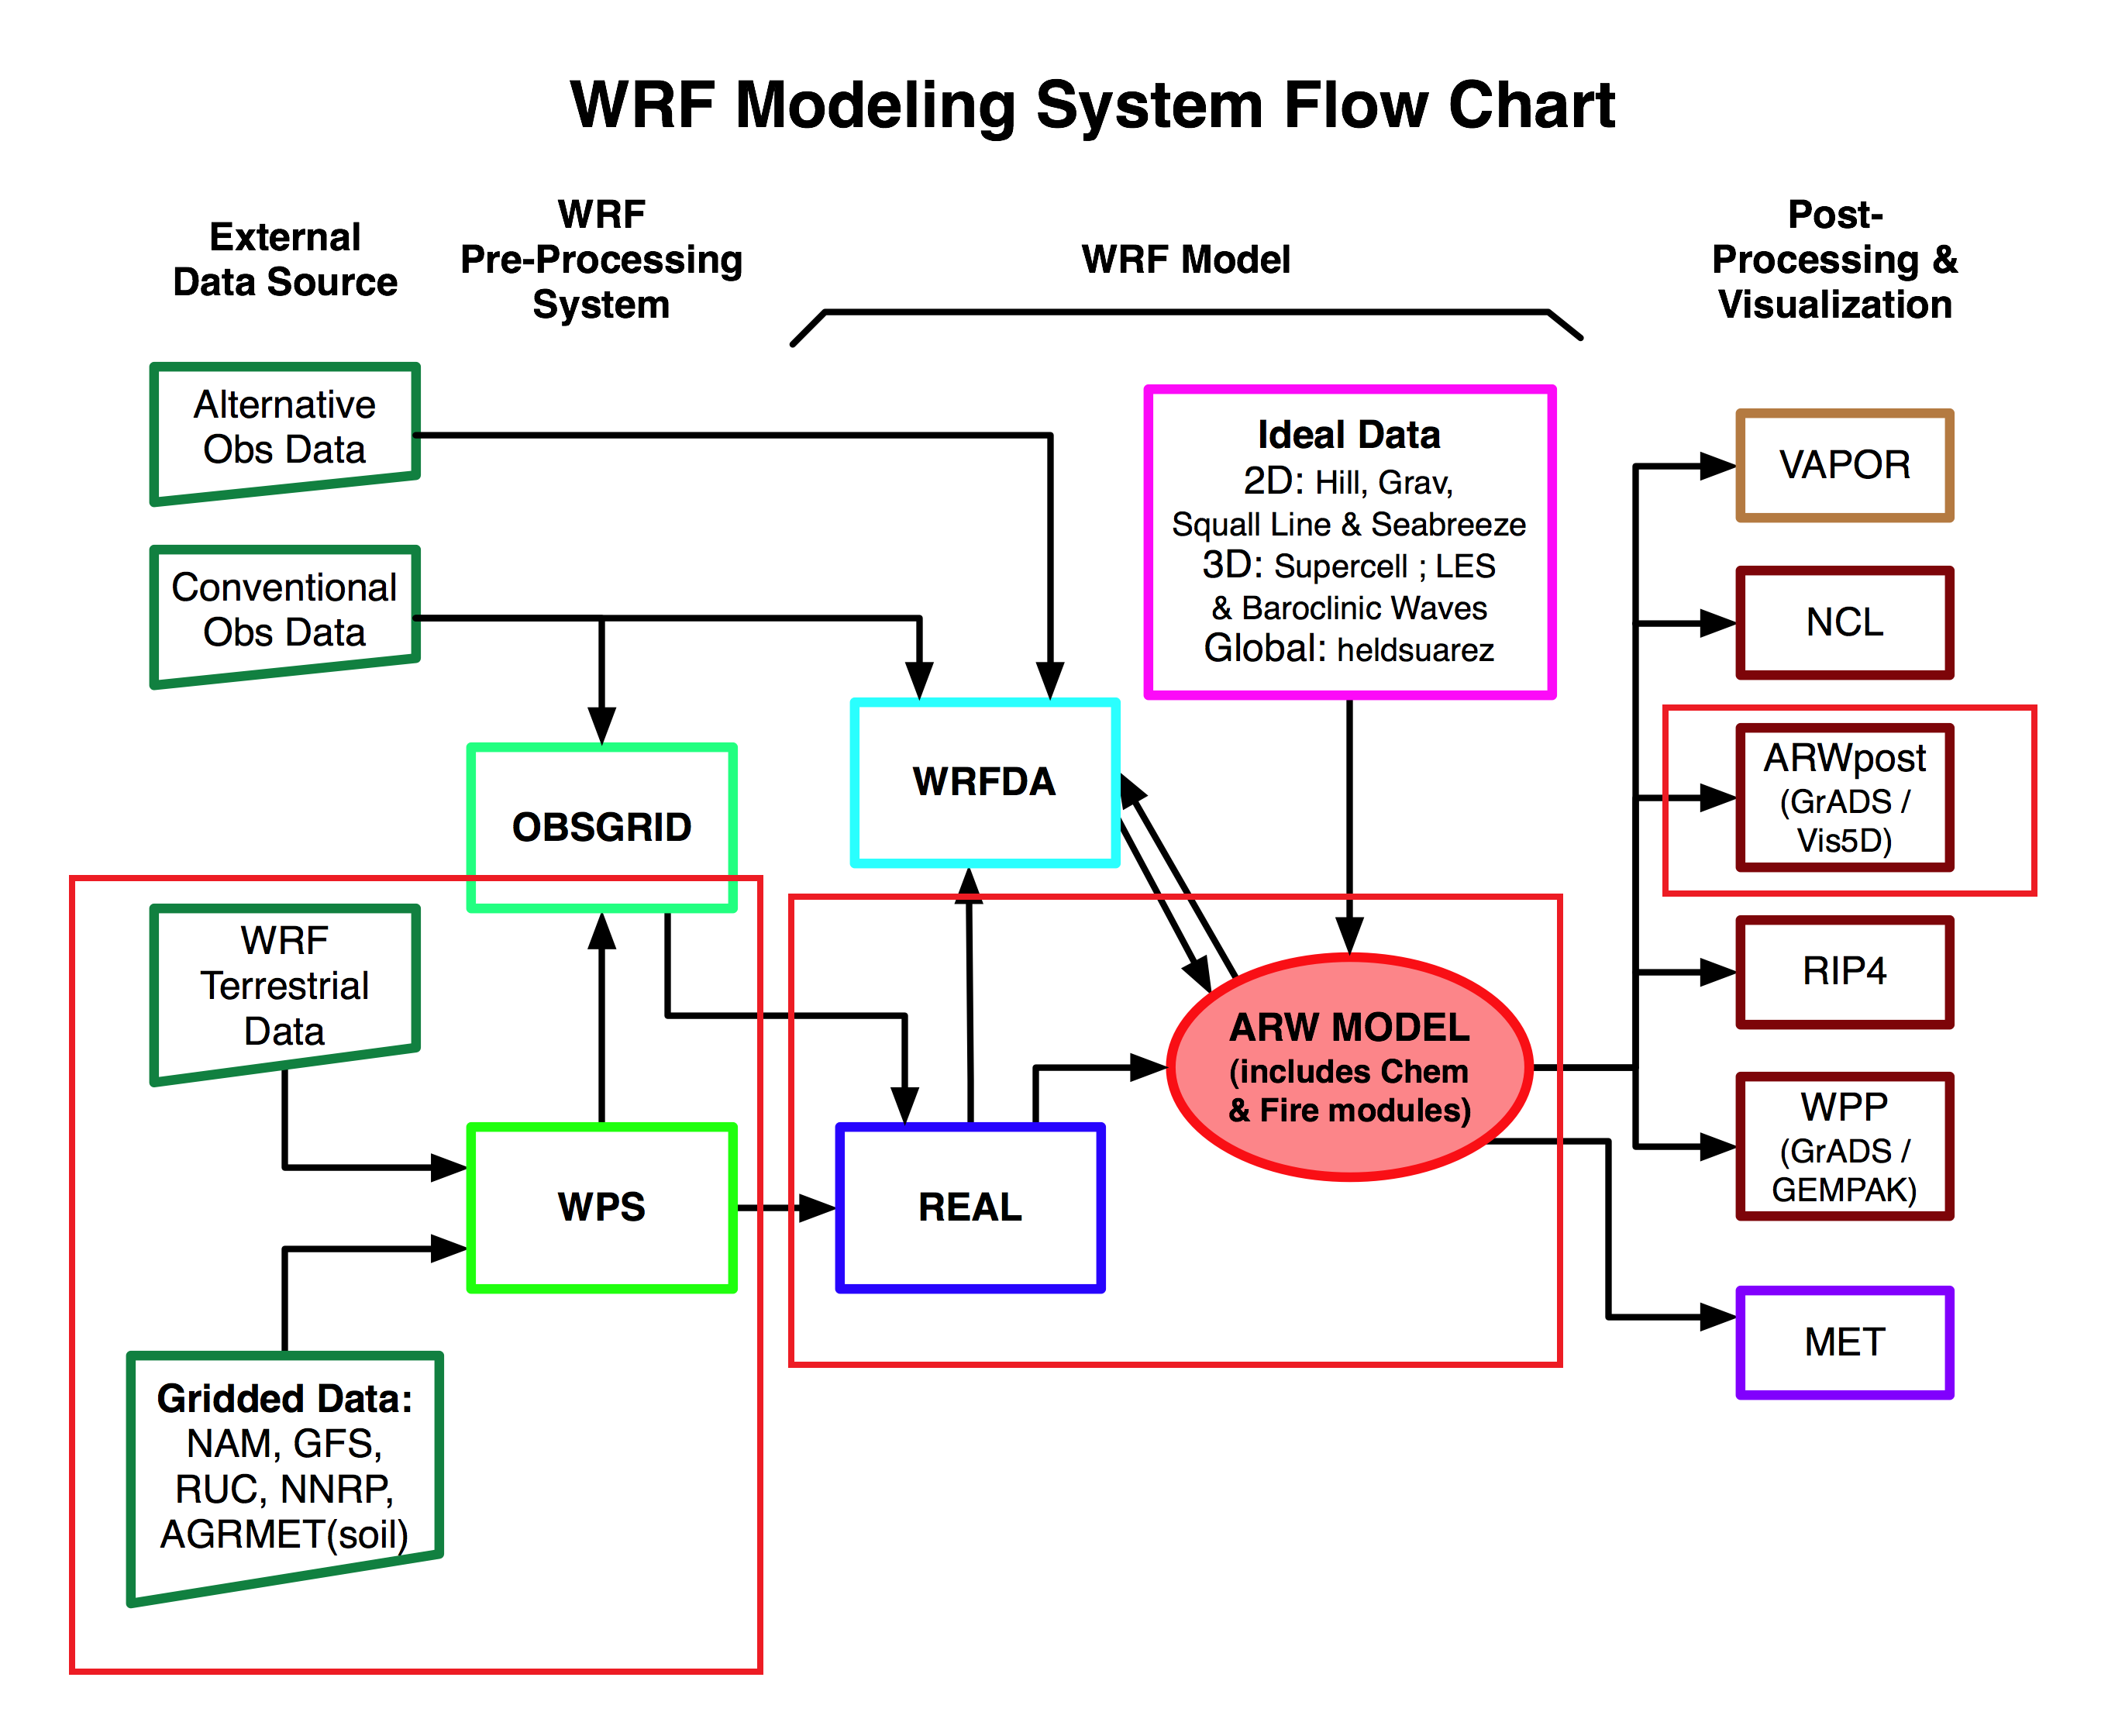 WRF Modeling System Flow Chart
External
Data Source
WRF
Pre-Processing
System
WRF Model
Post-
Processing &
Visualization
Alternative
Obs Data
Conventional
Obs Data
OBSGRID
WRF
Terrestrial
Data
WPS
Gridded Data:
NAM, GFS,
RUC, NNRP,
AGRMET(soil)
WRFDA
REAL
Ideal Data
2D: Hill, Grav,
Squall Line & Seabreeze
3D: Supercell ; LES
& Baroclinic Waves
Global: heldsuarez
ARW MODEL
(includes Chem
& Fire modules)
VAPOR
NCL
ARWpost
(GrADS /
Vis5D)
RIP4
WPP
(GrADS /
GEMPAK)
MET